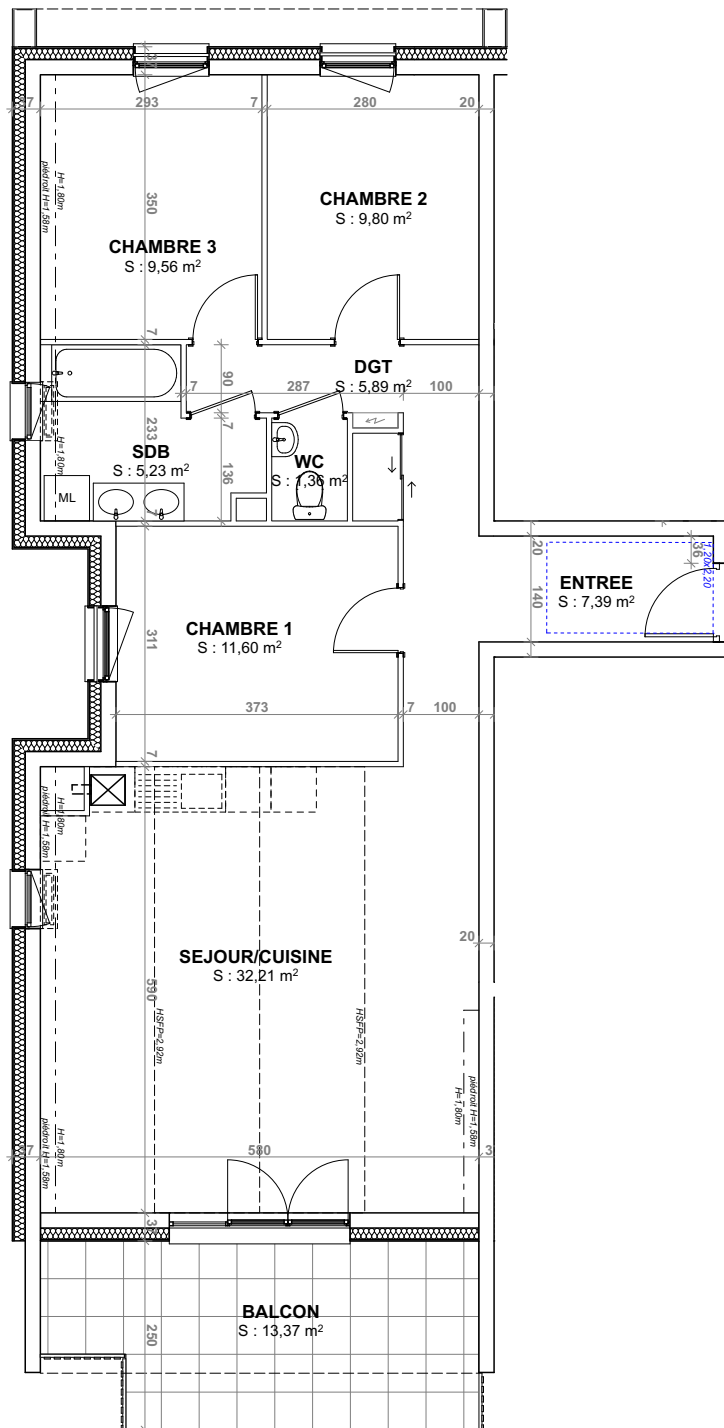 37
37
293
7
280
20
H=1,80m
piédroit H=1,58m
350
CHAMBRE 2
S : 9,80 m²
CHAMBRE 3
S : 9,56 m²
7
DGT
S : 5,89 m²
90
7
287
100
7
233
H=1,80m
SDB
S : 5,23 m²
136
WC
S : 1,36 m²
ML
20
36
1,20x2,20
ENTREE
S : 7,39 m²
140
CHAMBRE 1
S : 11,60 m²
311
373
7
100
7
H=1,80m
piédroit H=1,58m
20
SEJOUR/CUISINE
S : 32,21 m²
590
HSFP=2,92m
HSFP=2,92m
piédroit H=1,58m
H=1,80m
H=1,80m
piédroit H=1,58m
37
580
3
BALCON
S : 13,37 m²
250